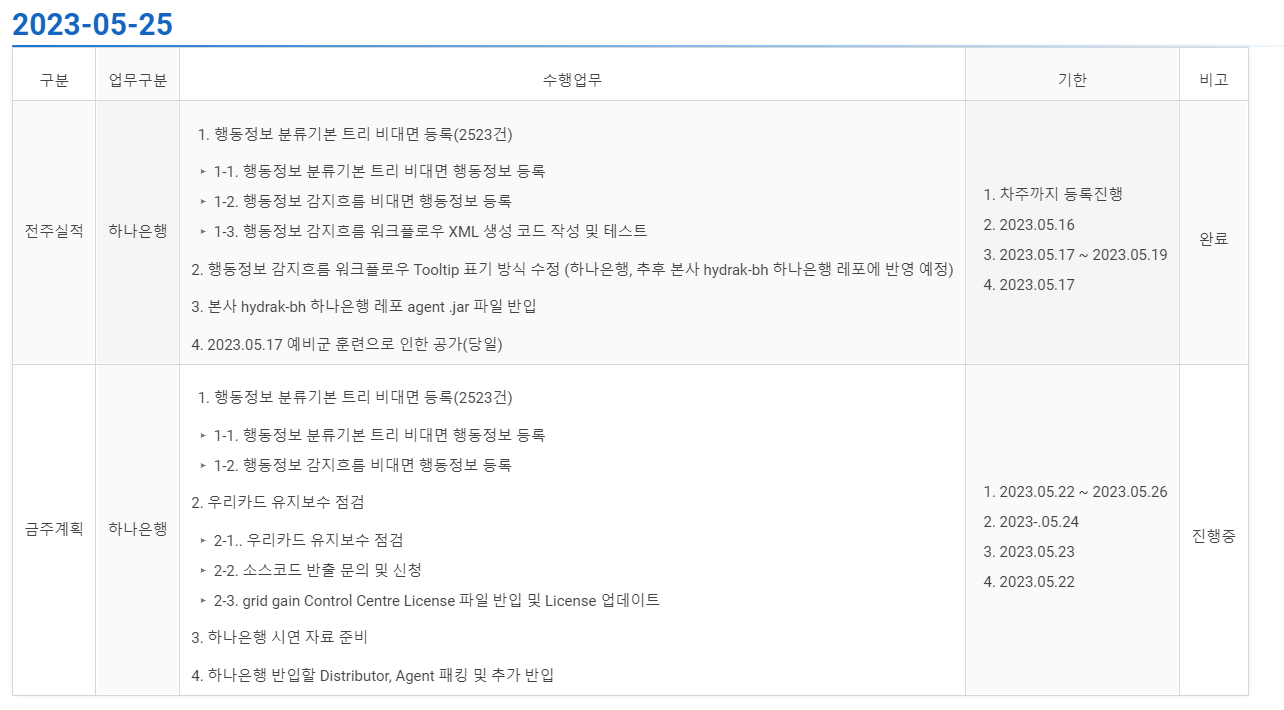 2023-05-25
구분 업무구분 수행업무 기한 비고
전주실적
하나은행
1. 행동정보 분류기본 트리 비대면 등록(2523건)
‣ 1-1. 행동정보 분류기본 트리 비대면 행동정보 등록
‣ 1-2. 행동정보 감지흐름 비대면 행동정보 등록
‣ 1-3. 행동정보 감지흐름 워크플로우 XML 생성 코드 작성 및 테스트
2. 행동정보 감지흐름 워크플로우 Tooltip 표기 방식 수정 (하나은행, 추후 본사 hydrak-bh 하나은행 레포에 반영 예정)
3. 본사 hydrak-bh 하나은행 레포 agent .jar 파일 반입
4. 2023.05.17 예비군 훈련으로 인한 공가(당일)
1. 차주까지 등록진행
2. 2023.05.16
3. 2023.05.17 ~ 2023.05.19
4. 2023.05.17
완료
금주계획
하나은행
1. 행동정보 분류기본 트리 비대면 등록(2523건)
‣ 1-1. 행동정보 분류기본 트리 비대면 행동정보 등록
‣ 1-2. 행동정보 감지흐름 비대면 행동정보 등록
2. 우리카드 유지보수 점검
‣ 2-1.. 우리카드 유지보수 점검
‣ 2-2. 소스코드 반출 문의 및 신청
‣ 2-3. grid gain Control Centre License 파일 반입 및 License 업데이트
3. 하나은행 시연 자료 준비
4. 하나은행 반입할 Distributor, Agent 패킹 및 추가 반입
1. 2023.05.22 ~ 2023.05.26
2. 2023-.05.24
3. 2023.05.23
4. 2023.05.22
진행중